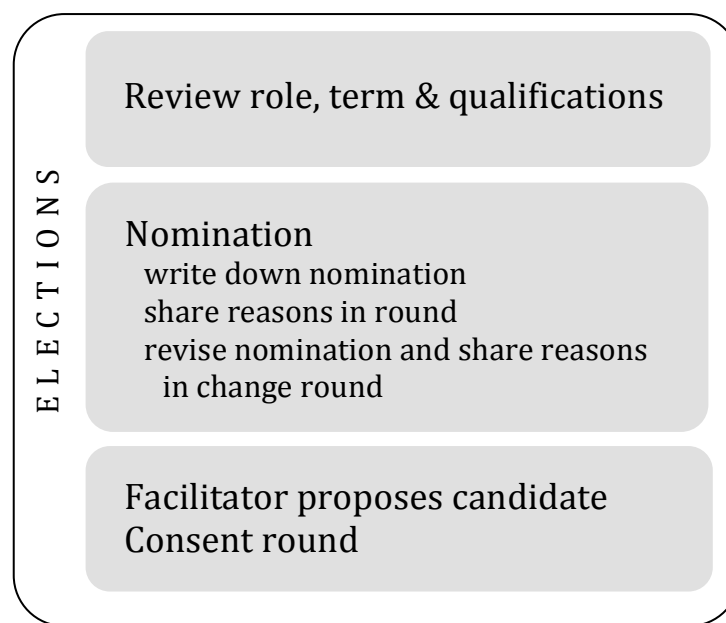 ELECTIONS
Review role, term & qualifications
Nomination
write down nomination
share reasons in round
revise nomination and share reasons
in change round
Facilitator proposes candidate
Consent round